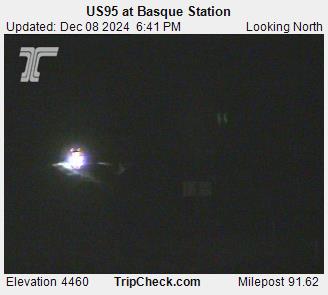 US95 at Basque Station
Updated: Dec 08 2024 6:41 PM Looking North
Elevation 4460 TripCheck.com Milepost 91.62